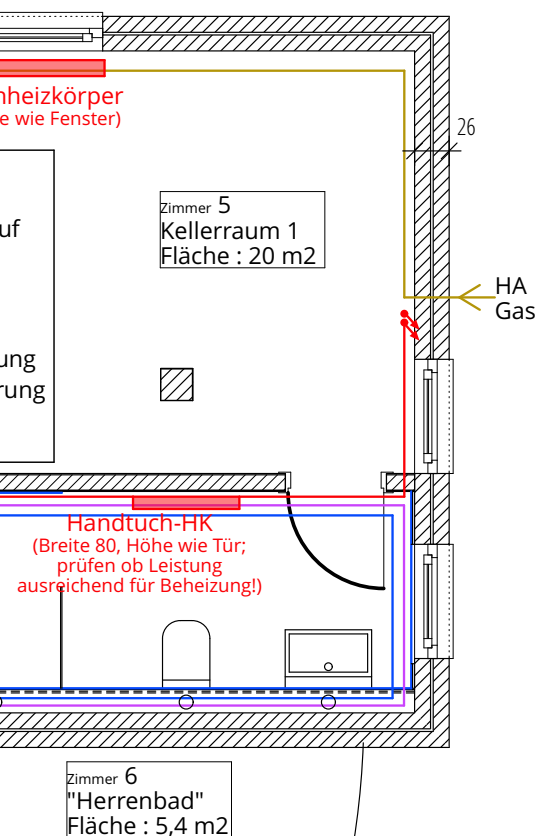 nheizkörper
e wie Fenster)
26
Zimmer 5
Kellerraum 1
Fläche : 20 m2
uf
HA
Gas
ung
rung
Handtuch-HK
(Breite 80, Höhe wie Tür;
prüfen ob Leistung
ausreichend für Beheizung!)
Zimmer 6
"Herrenbad"
Fläche : 5,4 m2